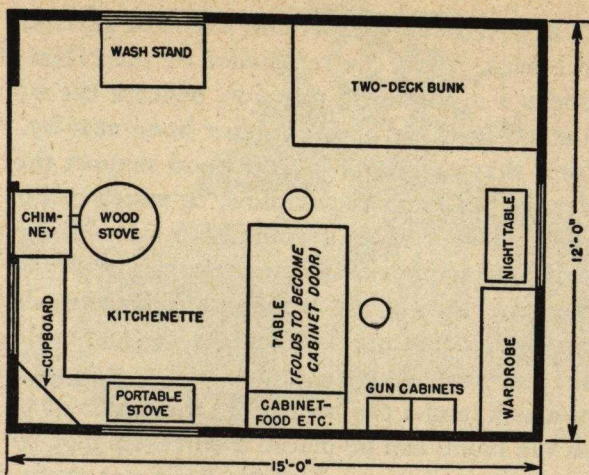 WASH STAND
TWO-DECK BUNK
CHIM-
NEY
WOOD
STOVE
NIGHT TABLE
12'-0"
KITCHENETTE
TABLE
(FOLDS TO BECOME
CABINET DOOR)
CUPBOARD
PORTABLE
STOVE
CABINET-
FOOD ETC.
GUN CABINETS
WARDROBE
15'-0"